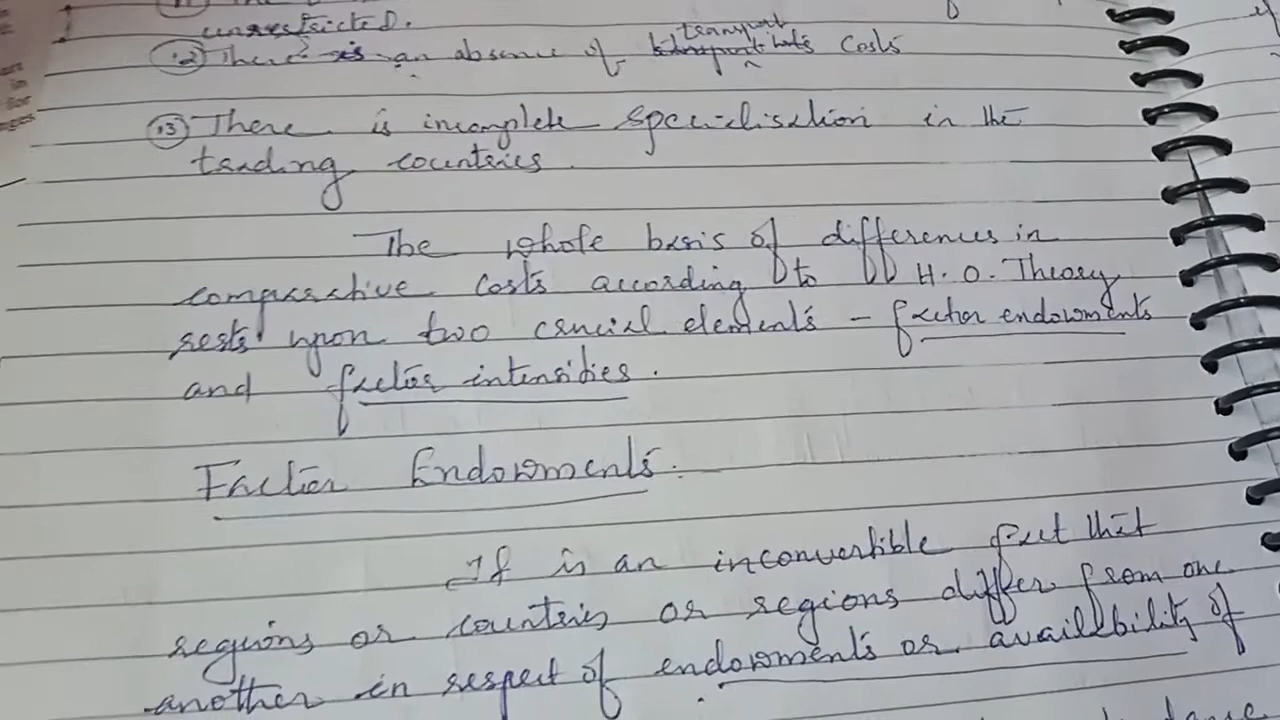 unrestricted.
12 There is an absence of transport costs
13 There is incomplete specialisation in the
trading countries.
The whole basis of differences in
comparative costs according to H.O. Theory
rests upon two crucial elements - factor endowments
and factor intensities.
Factor Endowments.
If is an inconvertible fact that
regions or countries or regions differ from one
another in respect of endowments or availability of